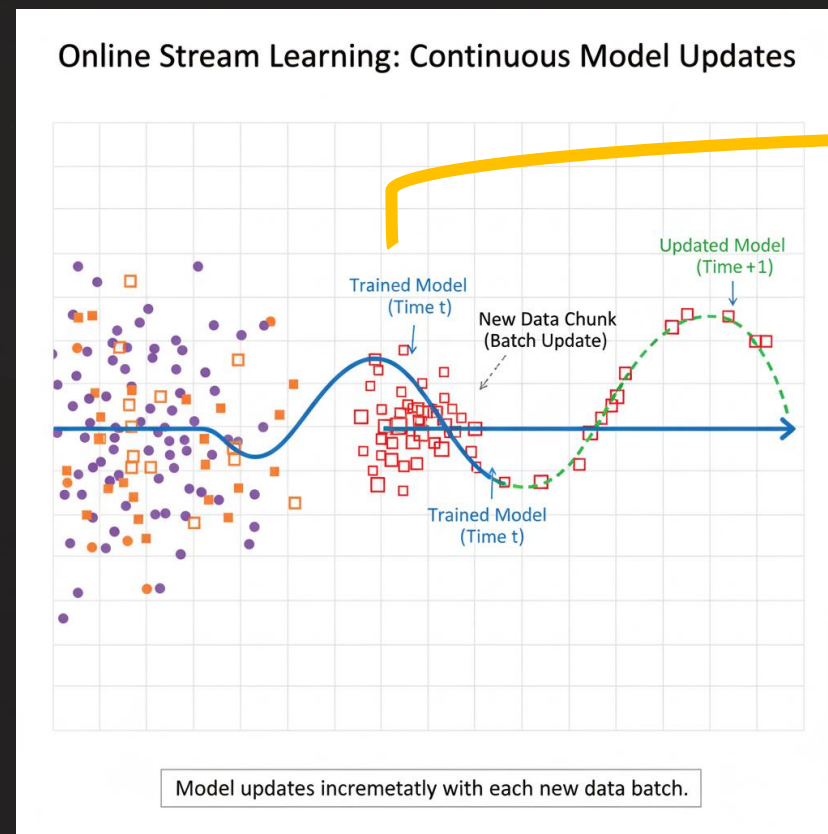 Online Stream Learning: Continuous Model Updates
Updated Model
(Time +1)
Trained Model
(Time t)
New Data Chunk
(Batch Update)
Trained Model
(Time t)
Model updates incremetatly with each new data batch.